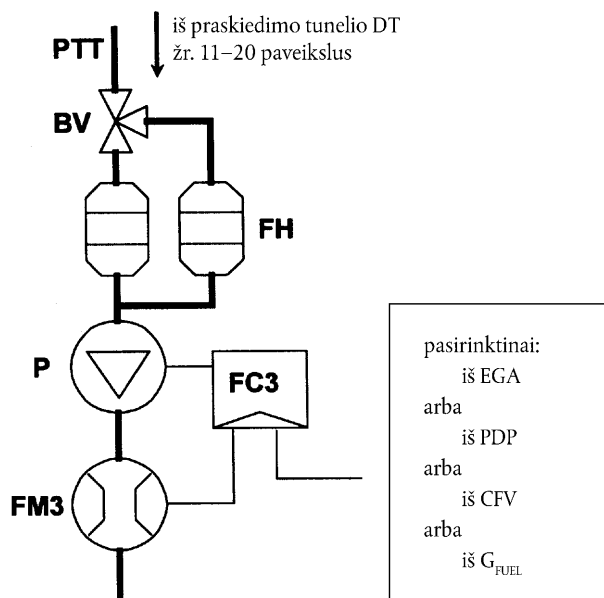 iš praskiedimo tunelio DT
žr. 11–20 paveikslus
PTT
BV
FH
P
FC3
FM3
pasirinktinai:
iš EGA
arba
iš PDP
arba
iš CFV
arba
iš G_FUEL